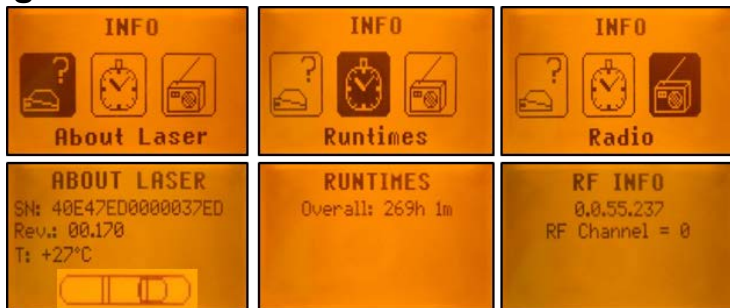 INFO
?
About Laser
INFO
?
Runtimes
INFO
?
Radio
ABOUT LASER
SN: 40E47ED0000037ED
Rev.: 00.170
T: +27°C
RUNTIMES
Overall: 269h 1m
RF INFO
0.0.55.237
RF Channel = 0